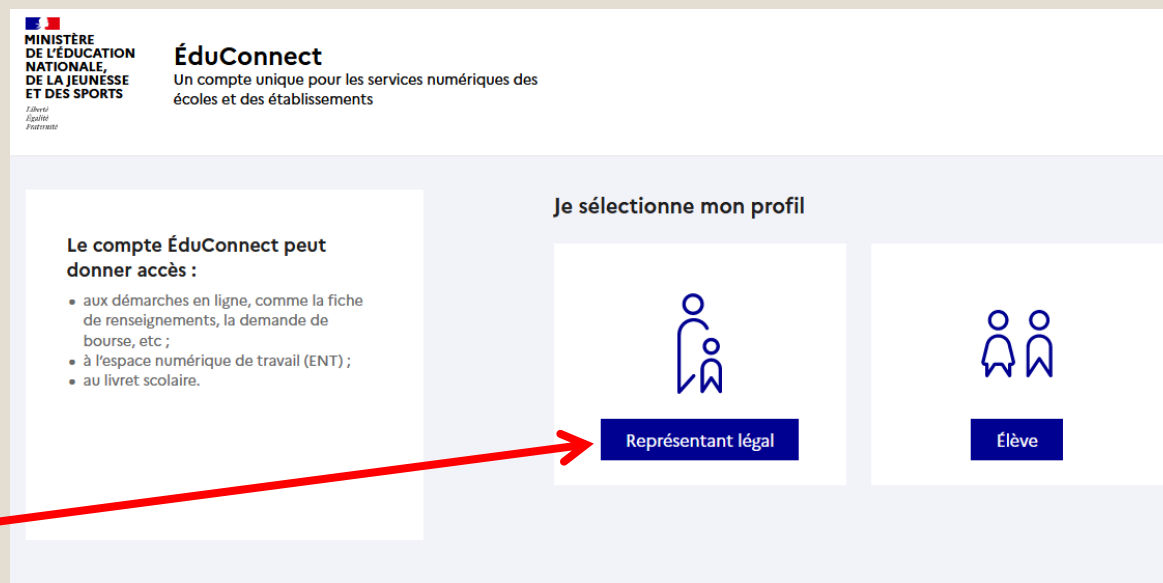 MINISTÈRE
DE L'ÉDUCATION
NATIONALE,
DE LA JEUNESSE
ET DES SPORTS
Liberté
Égalité
Fraternité
ÉduConnect
Un compte unique pour les services numériques des
écoles et des établissements
Le compte ÉduConnect peut
donner accès :
• aux démarches en ligne, comme la fiche
de renseignements, la demande de
bourse, etc ;
• à l'espace numérique de travail (ENT) ;
• au livret scolaire.
Je sélectionne mon profil
Représentant légal
Élève